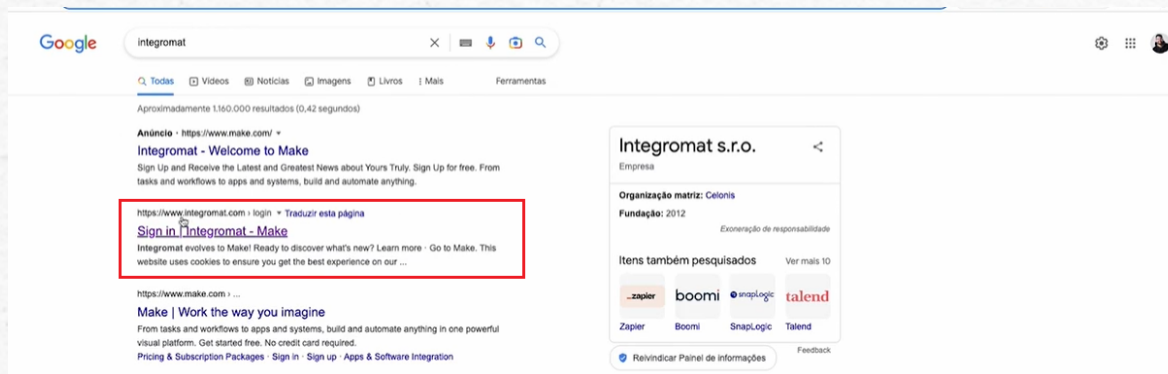 Google
integromat
Todas Vídeos Notícias Imagens Livros Mais Ferramentas
Aproximadamente 1.160.000 resultados (0,42 segundos)
Anúncio · https://www.make.com/
Integromat - Welcome to Make
Sign Up and Receive the Latest and Greatest News about Yours Truly. Sign Up for free. From
tasks and workflows to apps and systems, build and automate anything.
https://www.integromat.com › login Traduzir esta página
Sign in | Integromat - Make
Integromat evolves to Make! Ready to discover what's new? Learn more · Go to Make. This
website uses cookies to ensure you get the best experience on our ...
https://www.make.com › ...
Make | Work the way you imagine
From tasks and workflows to apps and systems, build and automate anything in one powerful
visual platform. Get started free. No credit card required.
Pricing & Subscription Packages · Sign in · Sign up · Apps & Software Integration
Integromat s.r.o.
Empresa
Organização matriz: Celonis
Fundação: 2012
Exoneração de responsabilidade
Itens também pesquisados Ver mais 10
zapier boomi snapLogic talend
Zapier Boomi SnapLogic Talend
Feedback
Reivindicar Painel de informações